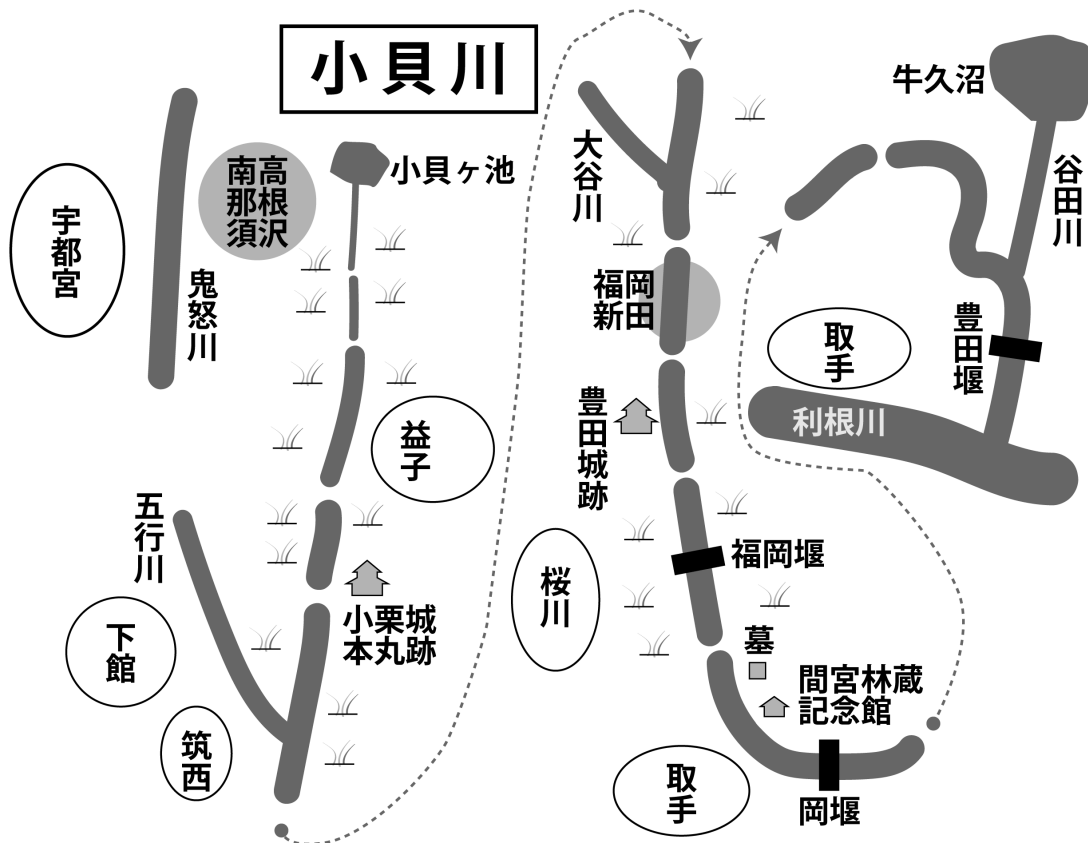 小貝川
宇都宮
鬼怒川
高根沢
南那須
小貝ヶ池
益子
五行川
下館
筑西
小栗城
本丸跡
大谷川
福岡
新田
豊田城跡
桜川
福岡堰
墓
間宮林蔵
記念館
取手
岡堰
牛久沼
谷田川
豊田堰
取手
利根川